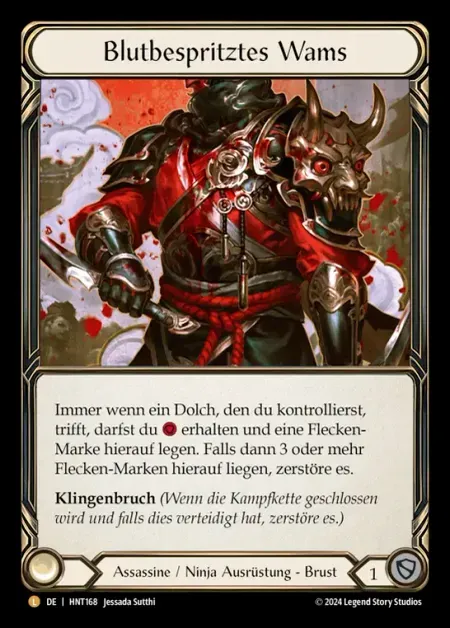 Blutbespritztes Wams
Immer wenn ein Dolch, den du kontrollierst,
trifft, darfst du erhalten und eine Flecken-
Marke hierauf legen. Falls dann 3 oder mehr
Flecken-Marken hierauf liegen, zerstöre es.
Klingenbruch (Wenn die Kampfkette geschlossen
wird und falls dies verteidigt hat, zerstöre es.)
Assassine / Ninja Ausrüstung - Brust 1
L DE | HNT168 Jessada Sutthi © 2024 Legend Story Studios